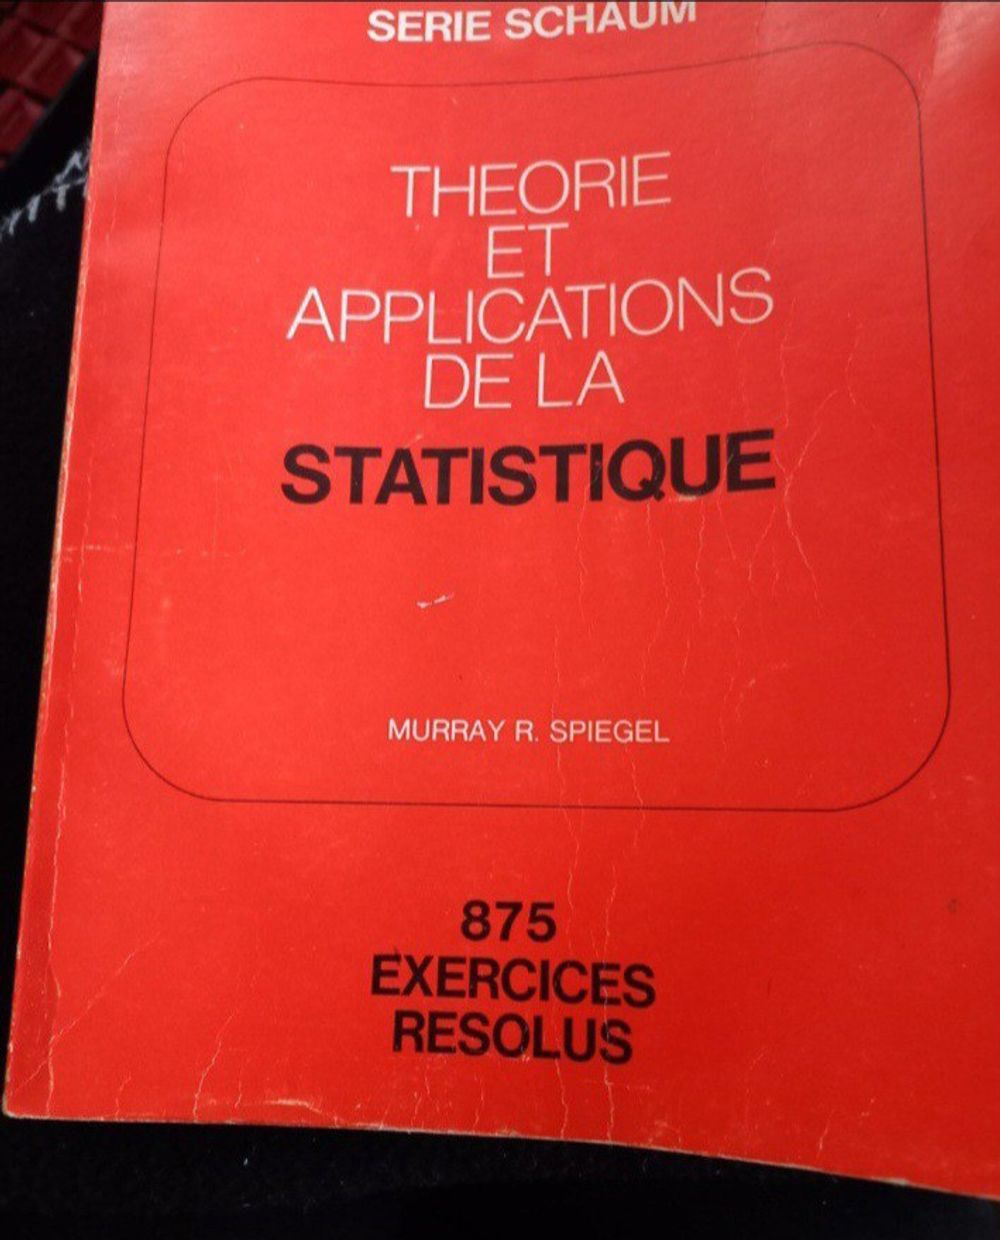 SERIE SCHAUM
THEORIE
ET
APPLICATIONS
DE LA
STATISTIQUE
MURRAY R. SPIEGEL
875
EXERCICES
RESOLUS